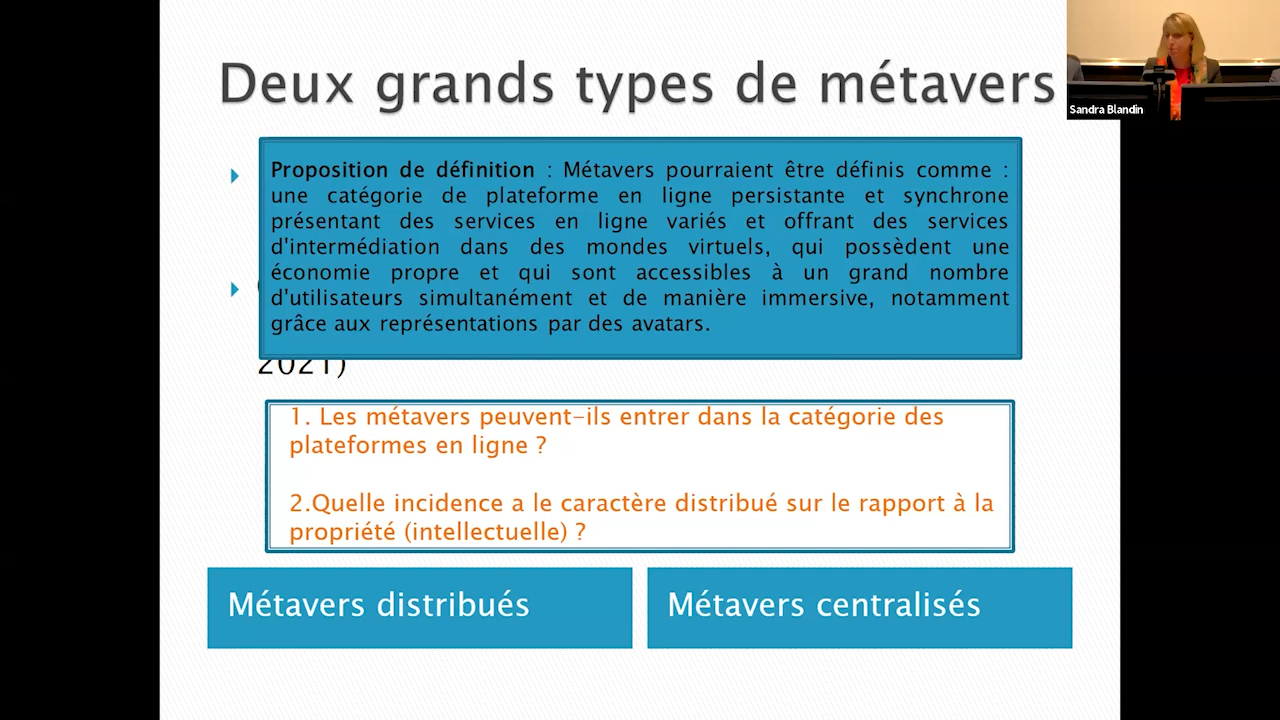 Deux grands types de métavers
Sandra Blandin
Proposition de définition : Métavers pourraient être définis comme :
une catégorie de plateforme en ligne persistante et synchrone
présentant des services en ligne variés et offrant des services
d'intermédiation dans des mondes virtuels, qui possèdent une
économie propre et qui sont accessibles à un grand nombre
d'utilisateurs simultanément et de manière immersive, notamment
grâce aux représentations par des avatars.
2021)
1. Les métavers peuvent-ils entrer dans la catégorie des
plateformes en ligne ?
2.Quelle incidence a le caractère distribué sur le rapport à la
propriété (intellectuelle) ?
Métavers distribués
Métavers centralisés